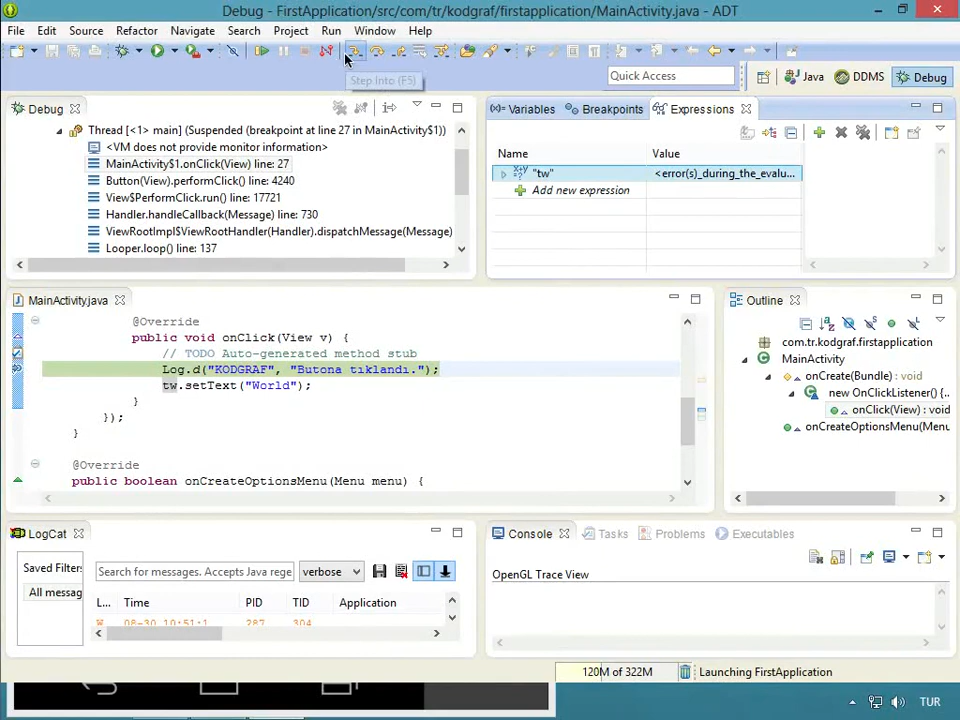 Debug - FirstApplication/src/com/tr/kodgraf/firstapplication/MainActivity.java - ADT
File Edit Source Refactor Navigate Search Project Run Window Help
Step Into (F5)
Quick Access
Java
DDMS
Debug
Debug
Thread [<1> main] (Suspended (breakpoint at line 27 in MainActivity$1))
<VM does not provide monitor information>
MainActivity$1.onClick(View) line: 27
Button(View).performClick() line: 4240
View$PerformClick.run() line: 17721
Handler.handleCallback(Message) line: 730
ViewRootImpl$ViewRootHandler(Handler).dispatchMessage(Message)
Looper.loop() line: 137
Variables
Breakpoints
Expressions
Name Value
"tw" <error(s)_during_the_evalu...
Add new expression
MainActivity.java
@Override
public void onClick(View v) {
// TODO Auto-generated method stub
Log.d("KODGRAF", "Butona tıklandı.");
tw.setText("World");
}
});
}
@Override
public boolean onCreateOptionsMenu(Menu menu) {
Outline
com.tr.kodgraf.firstapplication
MainActivity
onCreate(Bundle) : void
new OnClickListener() {...
onClick(View) : void
onCreateOptionsMenu(Menu
LogCat
Saved Filter
All messag
Search for messages. Accepts Java rege
verbose
L... Time PID TID Application
W 08-30 10:51:1 287 304
Console
Tasks
Problems
Executables
OpenGL Trace View
120M of 322M
Launching FirstApplication
TUR